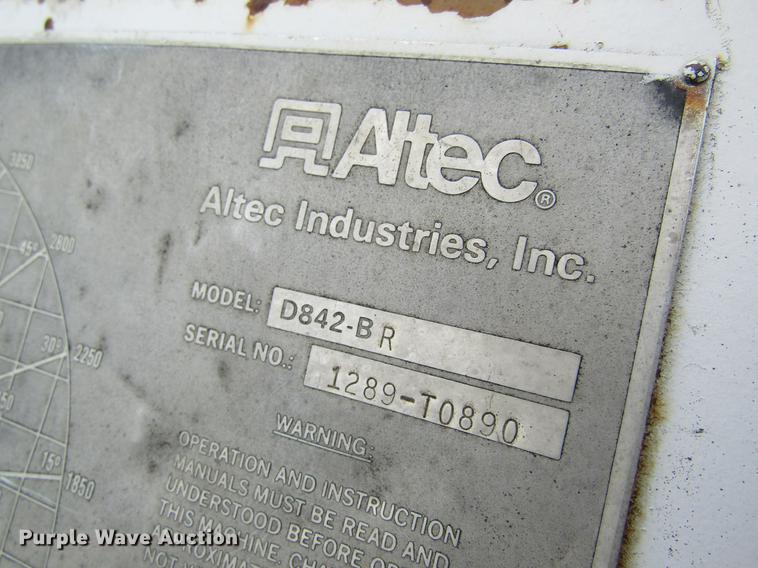 Altec®
Altec Industries, Inc.
MODEL: D842-BR
SERIAL NO.: 1289-T0890
WARNING:
OPERATION AND INSTRUCTION
MANUALS MUST BE READ AND
UNDERSTOOD BEFORE
THIS MACHINE.
45° 2800
30° 2250
15° 1850
Purple Wave Auction